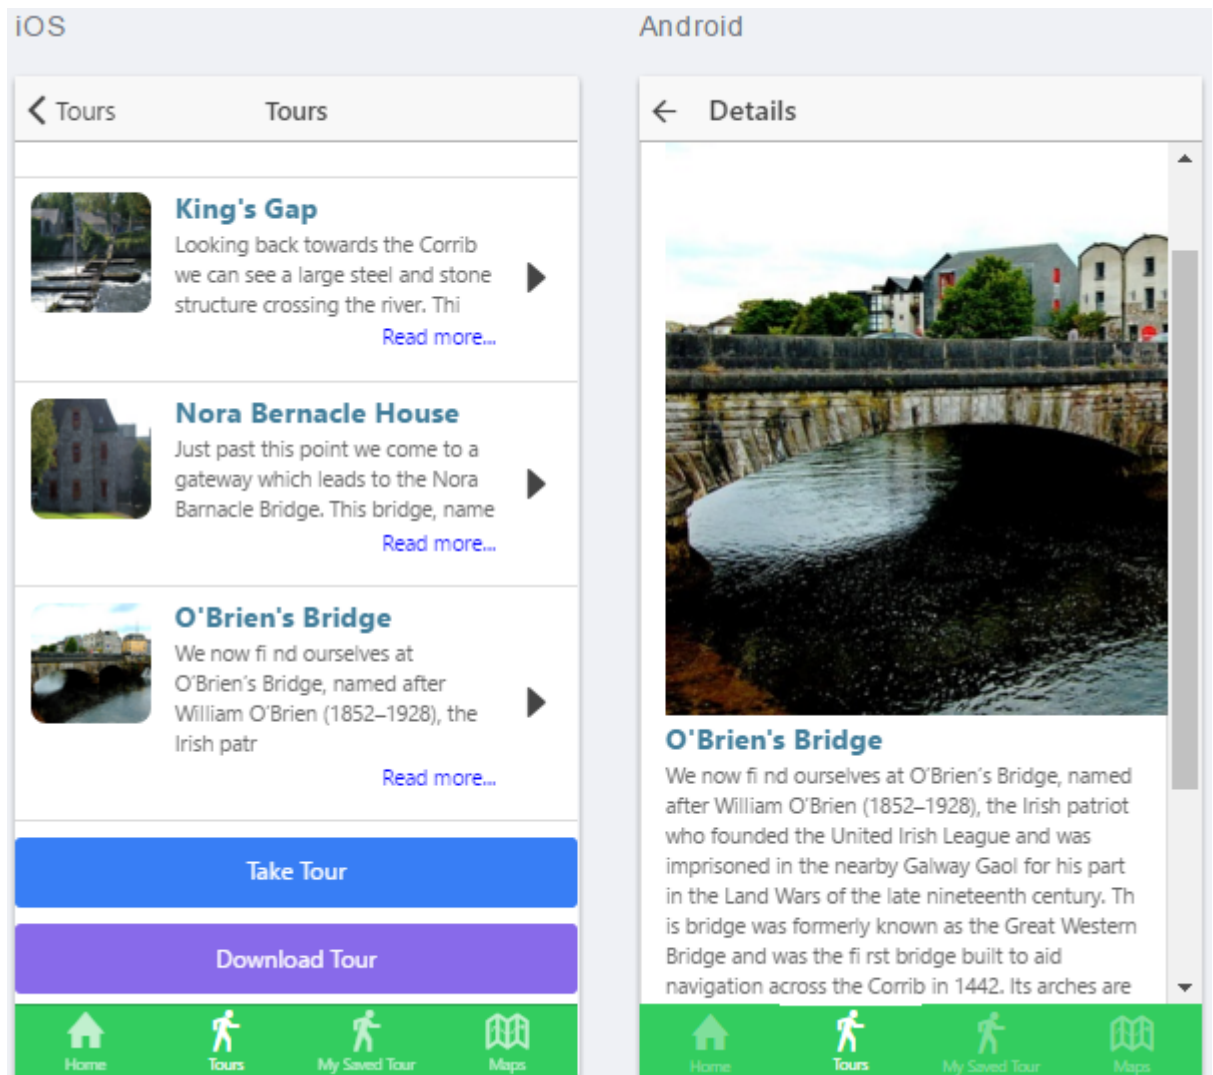 iOS
Tours
Tours
King's Gap
Looking back towards the Corrib
we can see a large steel and stone
structure crossing the river. Thi
Read more...
Nora Bernacle House
Just past this point we come to a
gateway which leads to the Nora
Barnacle Bridge. This bridge, name
Read more...
O'Brien's Bridge
We now fi nd ourselves at
O’Brien’s Bridge, named after
William O’Brien (1852–1928), the
Irish patr
Read more...
Take Tour
Download Tour
Home
Tours
My Saved Tour
Maps
Android
Details
O'Brien's Bridge
We now fi nd ourselves at O’Brien’s Bridge, named
after William O’Brien (1852–1928), the Irish patriot
who founded the United Irish League and was
imprisoned in the nearby Galway Gaol for his part
in the Land Wars of the late nineteenth century. Th
is bridge was formerly known as the Great Western
Bridge and was the fi rst bridge built to aid
navigation across the Corrib in 1442. Its arches are
Home
Tours
My Saved Tour
Maps